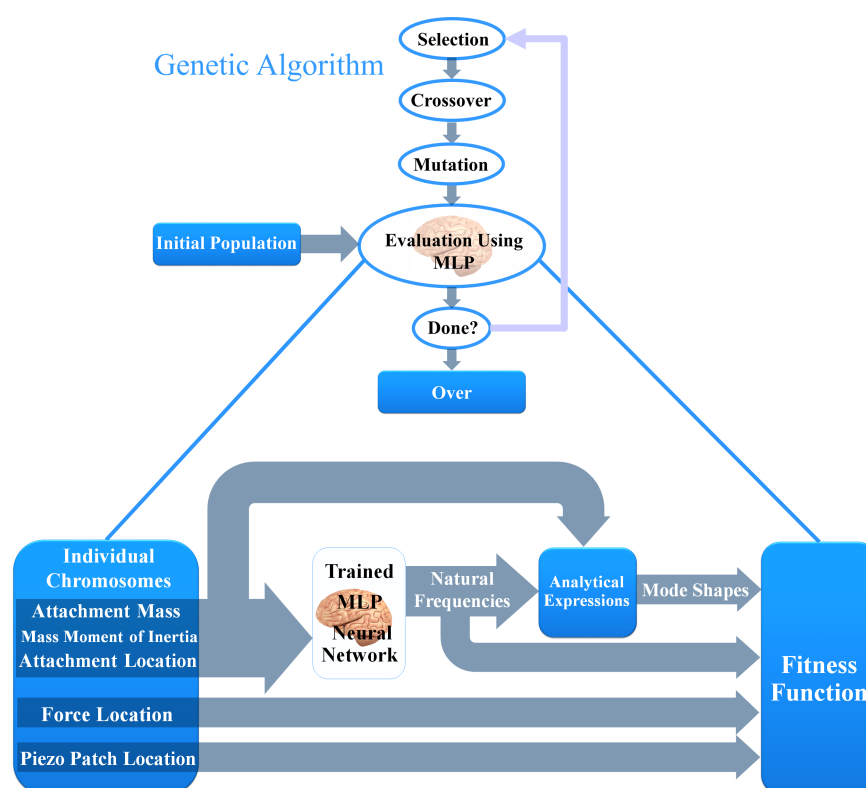 Selection
Genetic Algorithm
Crossover
Mutation
Initial Population
Evaluation Using
MLP
Done?
Over
Individual
Chromosomes
Attachment Mass
Mass Moment of Inertia
Attachment Location
Force Location
Piezo Patch Location
Trained
MLP
Neural
Network
Natural
Frequencies
Analytical
Expressions
Mode Shapes
Fitness
Function